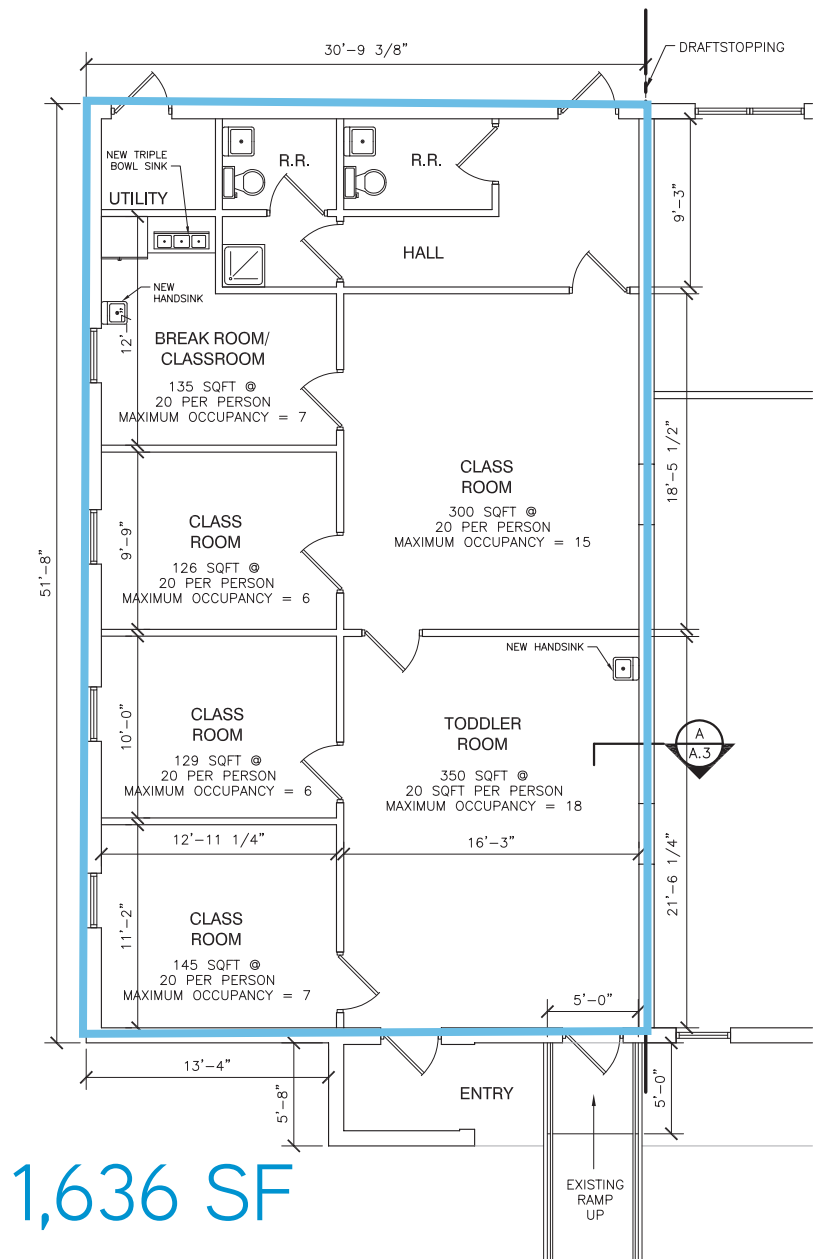 30'-9 3/8"
DRAFTSTOPPING
NEW TRIPLE
BOWL SINK
R.R.
R.R.
UTILITY
9'-3"
HALL
NEW
HANDSINK
12'-
BREAK ROOM/
CLASSROOM
135 SQFT @
20 PER PERSON
MAXIMUM OCCUPANCY = 7
CLASS
ROOM
300 SQFT @
20 PER PERSON
MAXIMUM OCCUPANCY = 15
18'-5 1/2"
CLASS
ROOM
126 SQFT @
20 PER PERSON
MAXIMUM OCCUPANCY = 6
9'-9"
51'-8"
NEW HANDSINK
CLASS
ROOM
129 SQFT @
20 PER PERSON
MAXIMUM OCCUPANCY = 6
10'-0"
TODDLER
ROOM
350 SQFT @
20 SQFT PER PERSON
MAXIMUM OCCUPANCY = 18
A
A.3
12'-11 1/4"
16'-3"
21'-6 1/4"
CLASS
ROOM
145 SQFT @
20 PER PERSON
MAXIMUM OCCUPANCY = 7
11'-2"
5'-0"
13'-4"
5'-8"
ENTRY
5'-0"
EXISTING
RAMP
UP
1,636 SF